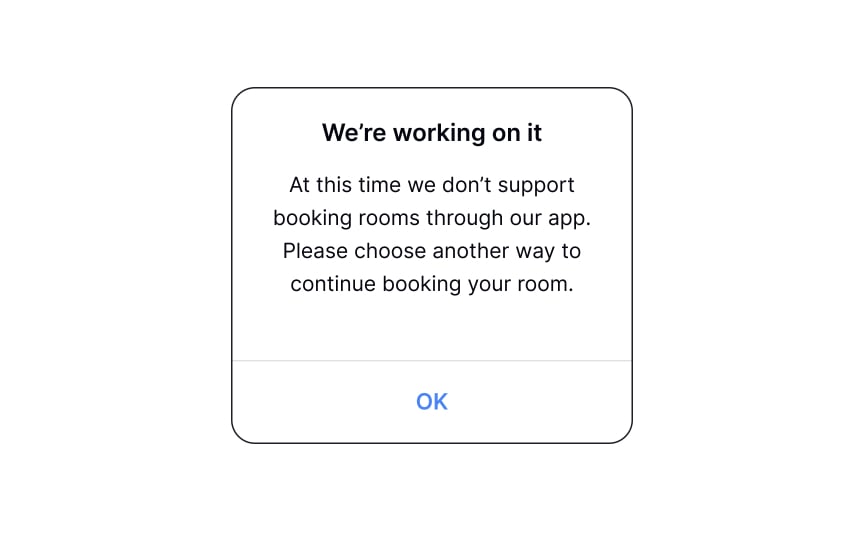 We’re working on it
At this time we don’t support
booking rooms through our app.
Please choose another way to
continue booking your room.
OK